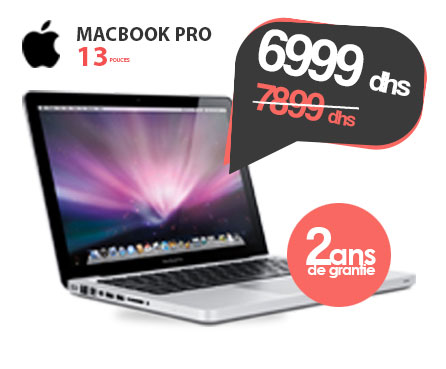 MACBOOK PRO
13 POUCES
6999 dhs
7899 dhs
2ans
de grantie